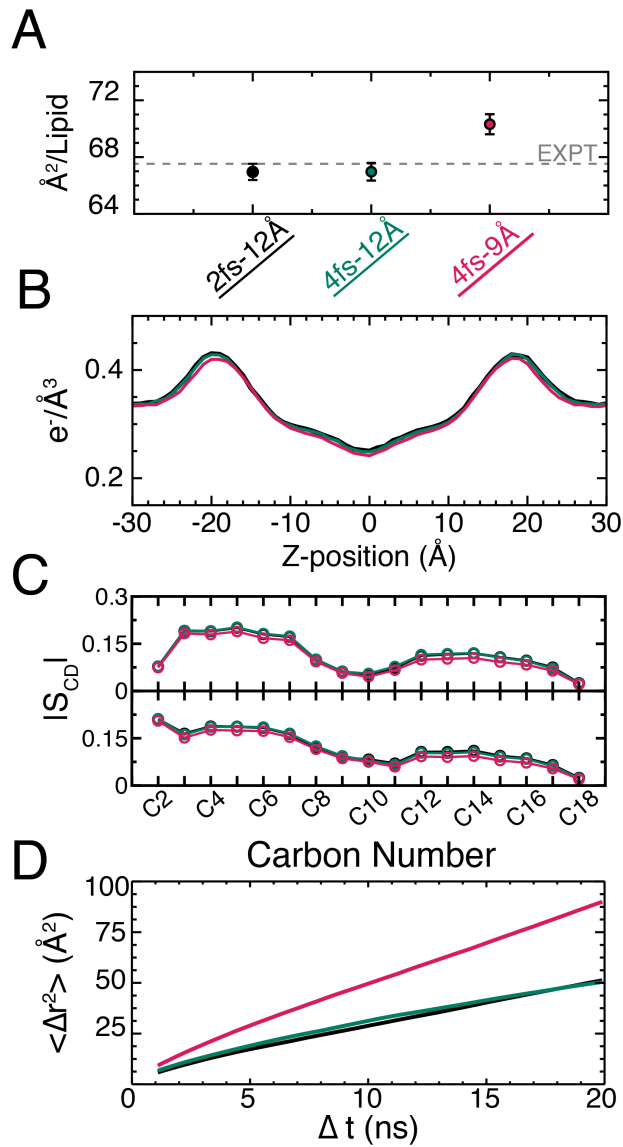 A
Å²/Lipid
72
68
64
EXPT
2fs-12Å
4fs-12Å
4fs-9Å
B
e⁻/Å³
0.4
0.2
-30 -20 -10 0 10 20 30
Z-position (Å)
C
|S_CD|
0.3
0.15
0
0.15
0
C2 C4 C6 C8 C10 C12 C14 C16 C18
Carbon Number
D
<Δr²> (Å²)
100
75
50
25
0 5 10 15 20
Δ t (ns)